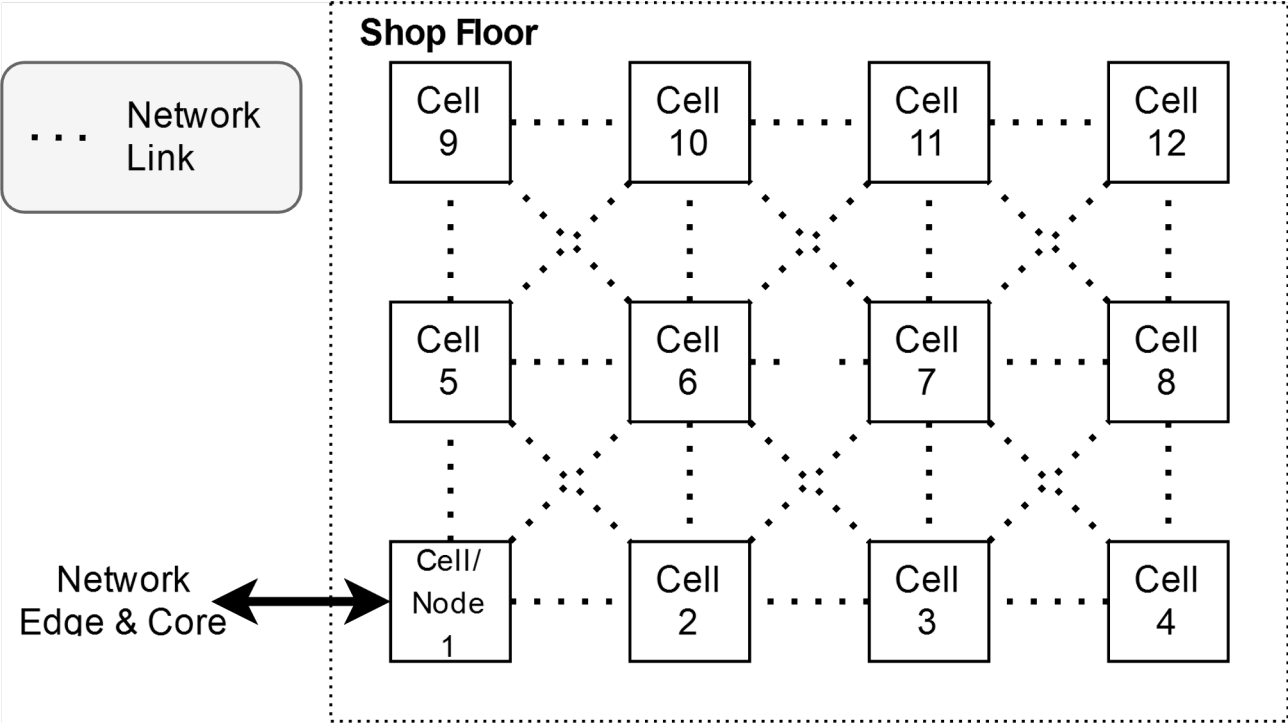 Shop Floor
Network
Link
Cell
9
Cell
10
Cell
11
Cell
12
Cell
5
Cell
6
Cell
7
Cell
8
Network
Edge & Core
Cell/
Node
1
Cell
2
Cell
3
Cell
4